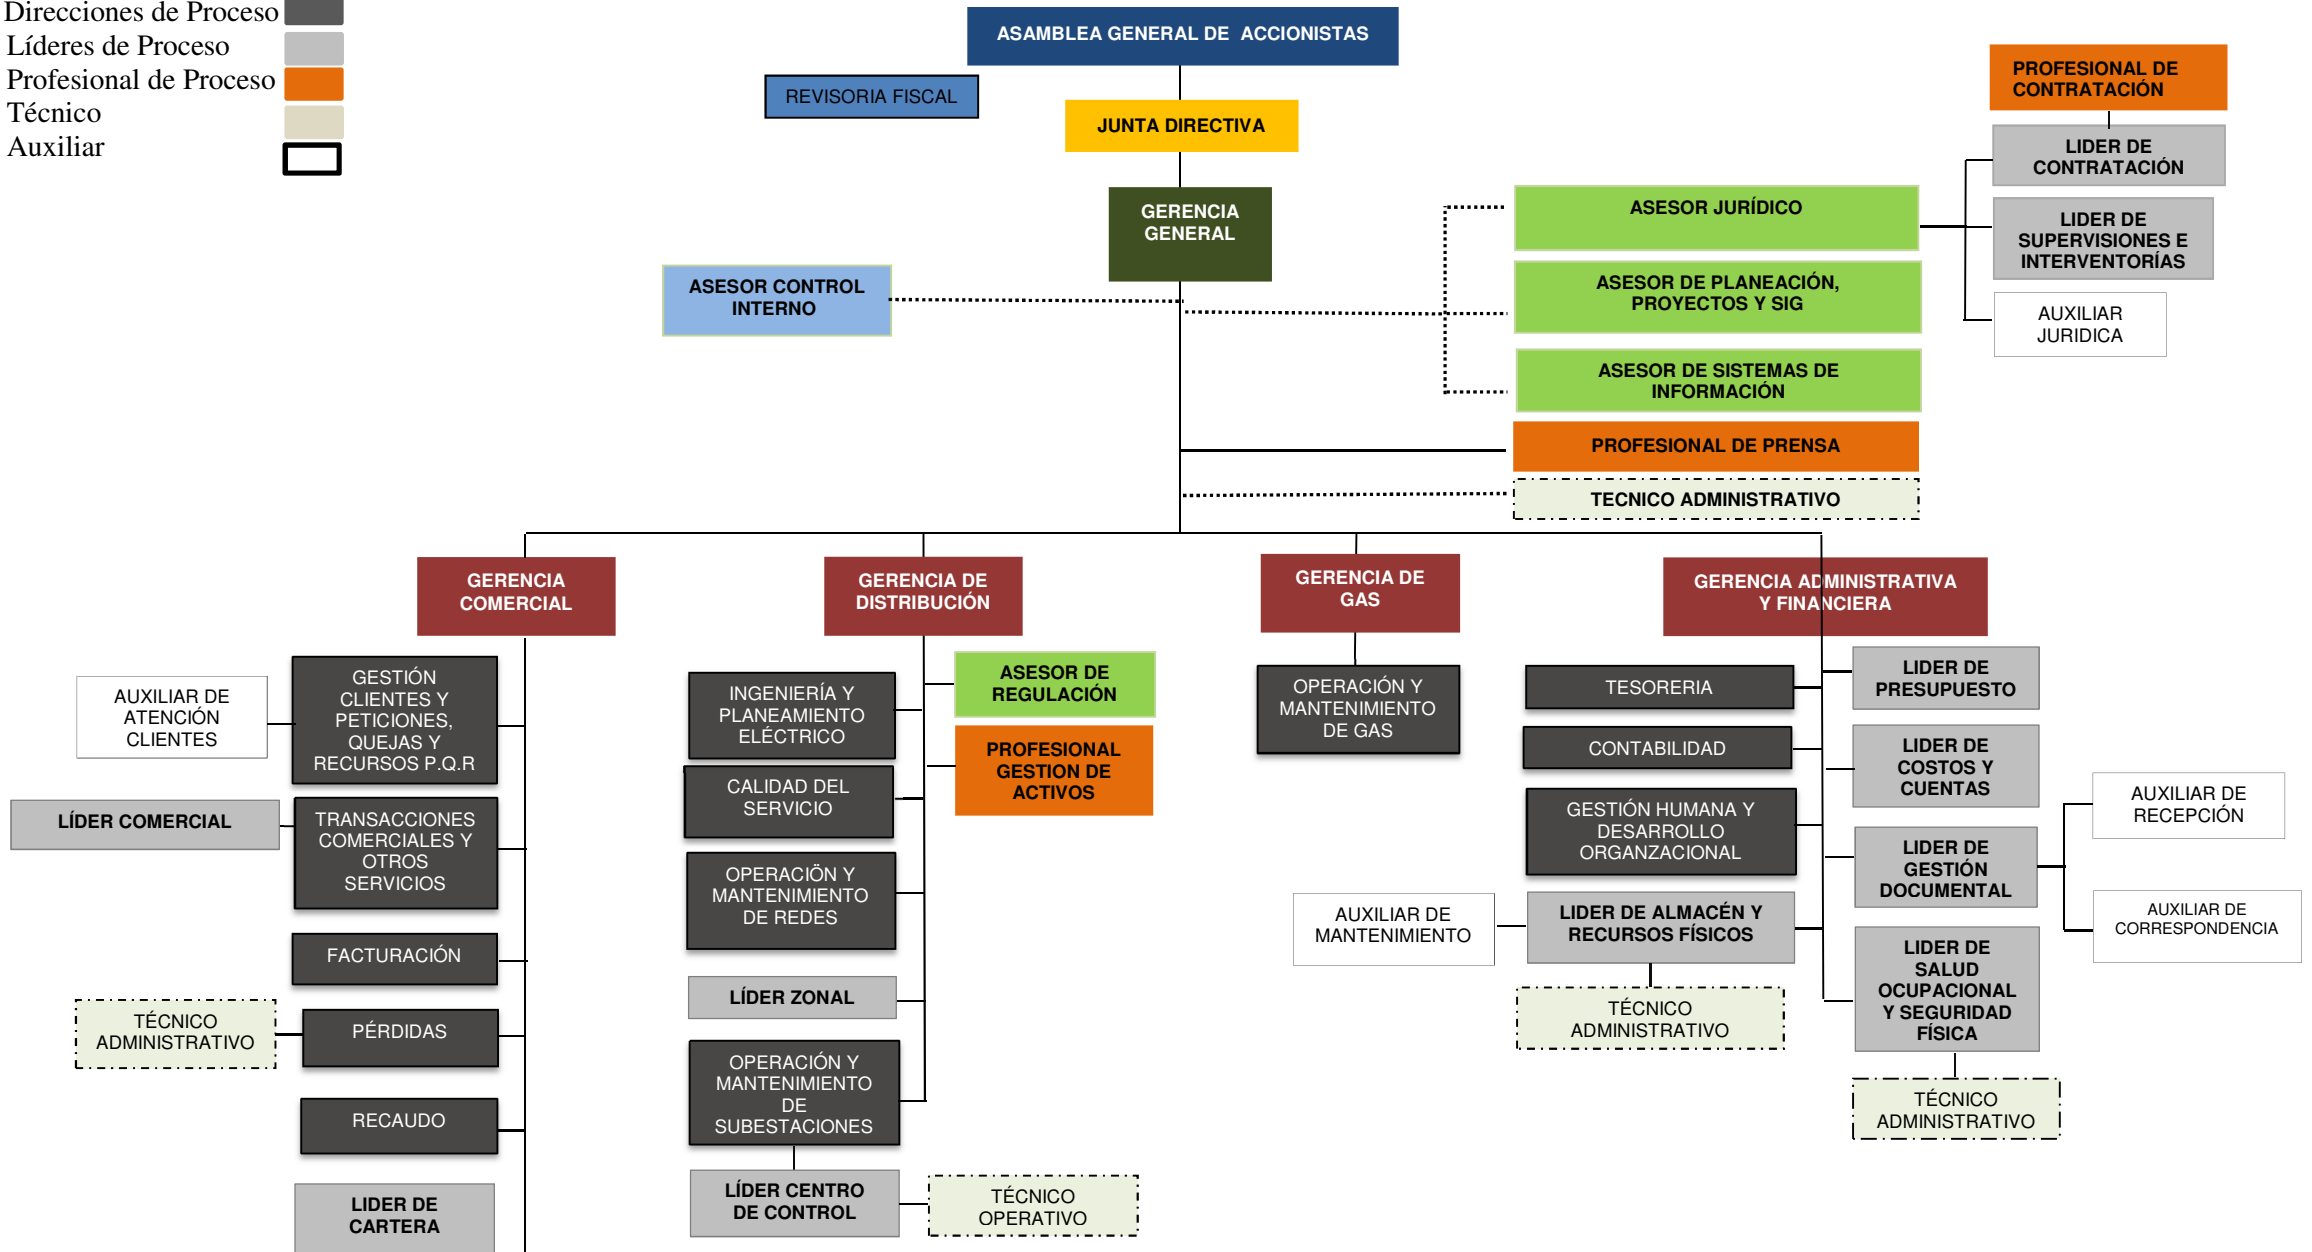 Direcciones de Proceso
Líderes de Proceso
Profesional de Proceso
Técnico
Auxiliar
ASAMBLEA GENERAL DE ACCIONISTAS
REVISORIA FISCAL
JUNTA DIRECTIVA
GERENCIA
GENERAL
ASESOR CONTROL
INTERNO
PROFESIONAL DE
CONTRATACIÓN
LIDER DE
CONTRATACIÓN
ASESOR JURÍDICO
LIDER DE
SUPERVISIONES E
INTERVENTORÍAS
ASESOR DE PLANEACIÓN,
PROYECTOS Y SIG
AUXILIAR
JURIDICA
ASESOR DE SISTEMAS DE
INFORMACIÓN
PROFESIONAL DE PRENSA
TECNICO ADMINISTRATIVO
GERENCIA
COMERCIAL
GERENCIA DE
DISTRIBUCIÓN
GERENCIA DE
GAS
GERENCIA ADMINISTRATIVA
Y FINANCIERA
AUXILIAR DE
ATENCIÓN
CLIENTES
GESTIÓN
CLIENTES Y
PETICIONES,
QUEJAS Y
RECURSOS P.Q.R
LÍDER COMERCIAL
TRANSACCIONES
COMERCIALES Y
OTROS
SERVICIOS
FACTURACIÓN
TÉCNICO
ADMINISTRATIVO
PÉRDIDAS
RECAUDO
LIDER DE
CARTERA
INGENIERÍA Y
PLANEAMIENTO
ELÉCTRICO
ASESOR DE
REGULACIÓN
PROFESIONAL
GESTION DE
ACTIVOS
CALIDAD DEL
SERVICIO
OPERACIÖN Y
MANTENIMIENTO
DE REDES
LÍDER ZONAL
OPERACIÓN Y
MANTENIMIENTO
DE
SUBESTACIONES
LÍDER CENTRO
DE CONTROL
TÉCNICO
OPERATIVO
OPERACIÓN Y
MANTENIMIENTO
DE GAS
TESORERIA
LIDER DE
PRESUPUESTO
CONTABILIDAD
LIDER DE
COSTOS Y
CUENTAS
GESTIÓN HUMANA Y
DESARROLLO
ORGANZACIONAL
LIDER DE
GESTIÓN
DOCUMENTAL
AUXILIAR DE
RECEPCIÓN
AUXILIAR DE
CORRESPONDENCIA
AUXILIAR DE
MANTENIMIENTO
LIDER DE ALMACÉN Y
RECURSOS FÍSICOS
TÉCNICO
ADMINISTRATIVO
LIDER DE
SALUD
OCUPACIONAL
Y SEGURIDAD
FÍSICA
TÉCNICO
ADMINISTRATIVO